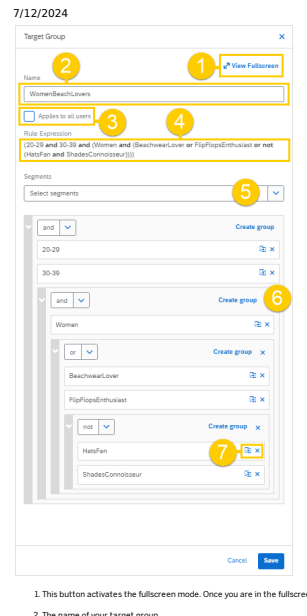 7/12/2024
Target Group ×
1
View Fullscreen
2
Name
WomenBeachLovers
Applies to all users
3
4
Rule Expression
(20-29 and 30-39 and (Women and (BeachwearLover or FlipFlopsEnthusiast or not
(HatsFan and ShadesConnoisseur))))
Segments
5
Select segments
and Create group
20-29 ×
30-39 ×
and Create group 6
Women ×
or Create group ×
BeachwearLover ×
FlipFlopsEnthusiast ×
not Create group ×
HatsFan 7 ×
ShadesConnoisseur ×
Cancel Save
1. This button activates the fullscreen mode. Once you are in the fullscre
2. The name of your target group